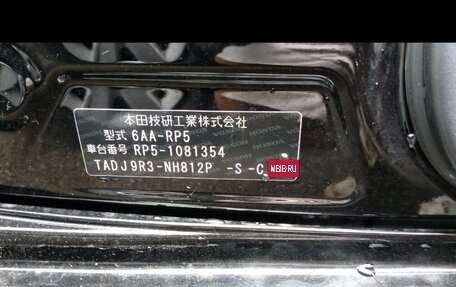 本田技研工業株式会社
型式 6AA-RP5
車台番号 RP5-1081354
TADJ9R3-NH812P -S -C
NBIB.RU